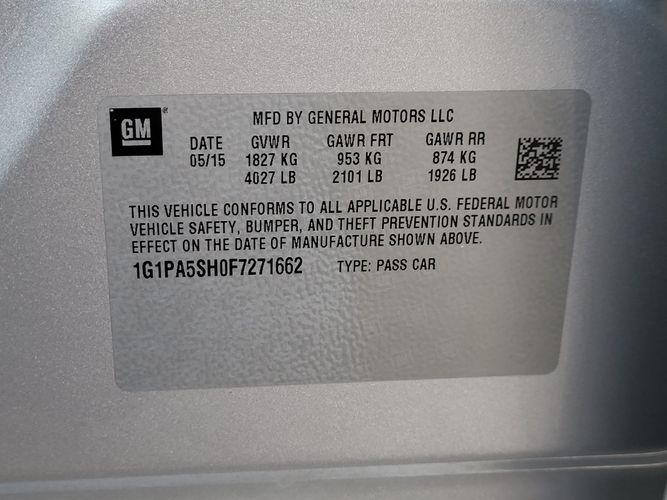 GM ®
MFD BY GENERAL MOTORS LLC
DATE GVWR GAWR FRT GAWR RR
05/15 1827 KG 953 KG 874 KG
4027 LB 2101 LB 1926 LB
THIS VEHICLE CONFORMS TO ALL APPLICABLE U.S. FEDERAL MOTOR
VEHICLE SAFETY, BUMPER, AND THEFT PREVENTION STANDARDS IN
EFFECT ON THE DATE OF MANUFACTURE SHOWN ABOVE.
1G1PA5SH0F7271662 TYPE: PASS CAR